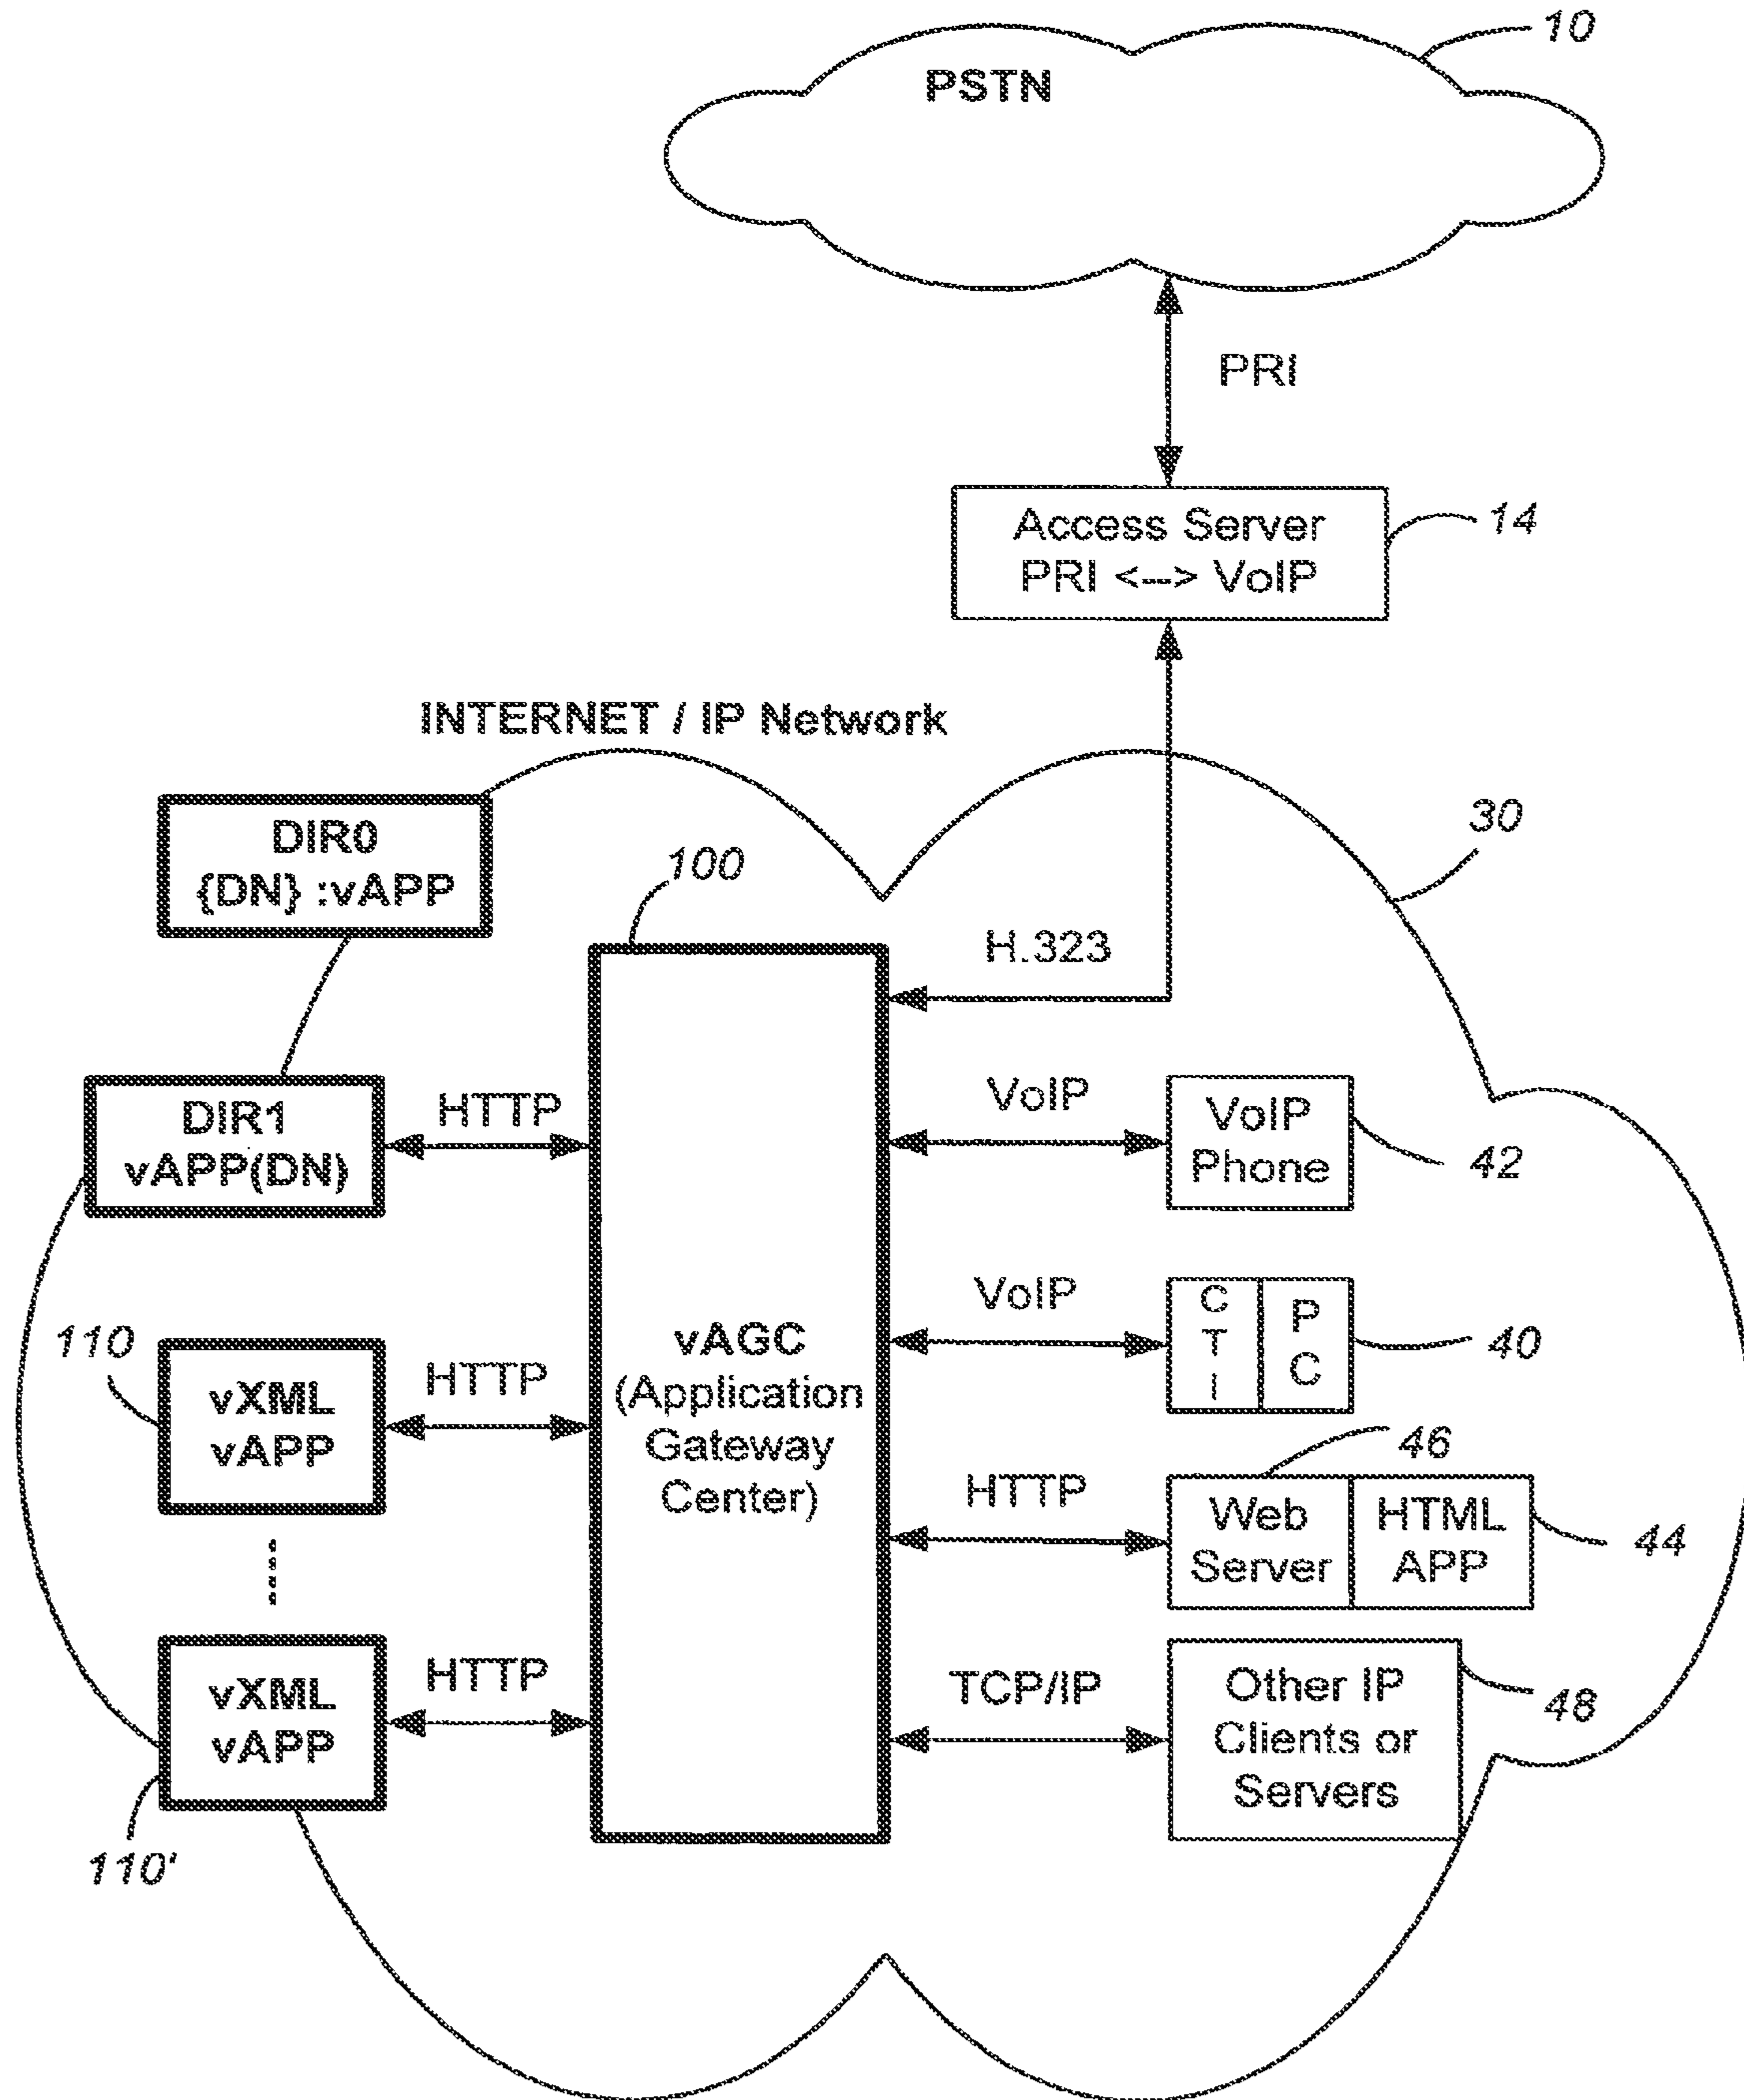 10
PSTN
PRI
Access Server
PRI <--> VoIP
14
INTERNET / IP Network
30
DIR0
{DN} :vAPP
100
H.323
DIR1
vAPP(DN)
HTTP
VoIP
VoIP
Phone
42
VoIP
C
T
I
P
C
40
110
vXML
vAPP
HTTP
vAGC
(Application
Gateway
Center)
46
HTTP
Web
Server
HTML
APP
44
vXML
vAPP
HTTP
110'
TCP/IP
Other IP
Clients or
Servers
48